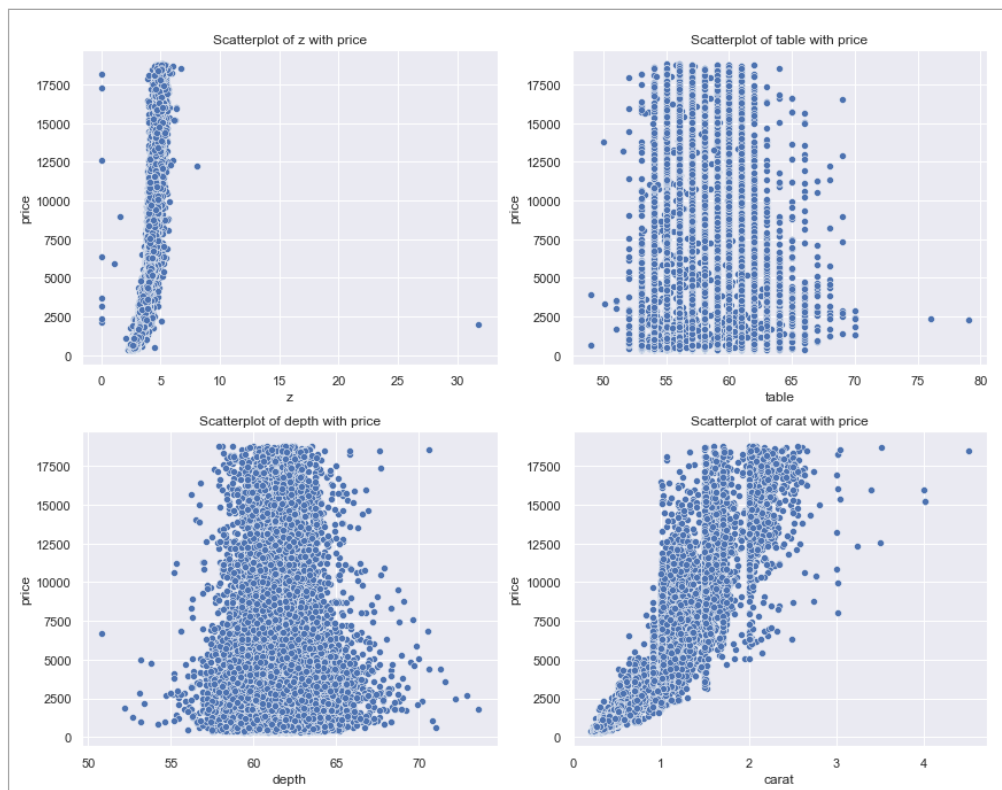 Scatterplot of z with price
price
17500
15000
12500
10000
7500
5000
2500
0
0 5 10 15 20 25 30
z
Scatterplot of table with price
price
17500
15000
12500
10000
7500
5000
2500
0
50 55 60 65 70 75 80
table
Scatterplot of depth with price
price
17500
15000
12500
10000
7500
5000
2500
0
50 55 60 65 70
depth
Scatterplot of carat with price
price
17500
15000
12500
10000
7500
5000
2500
0
0 1 2 3 4
carat